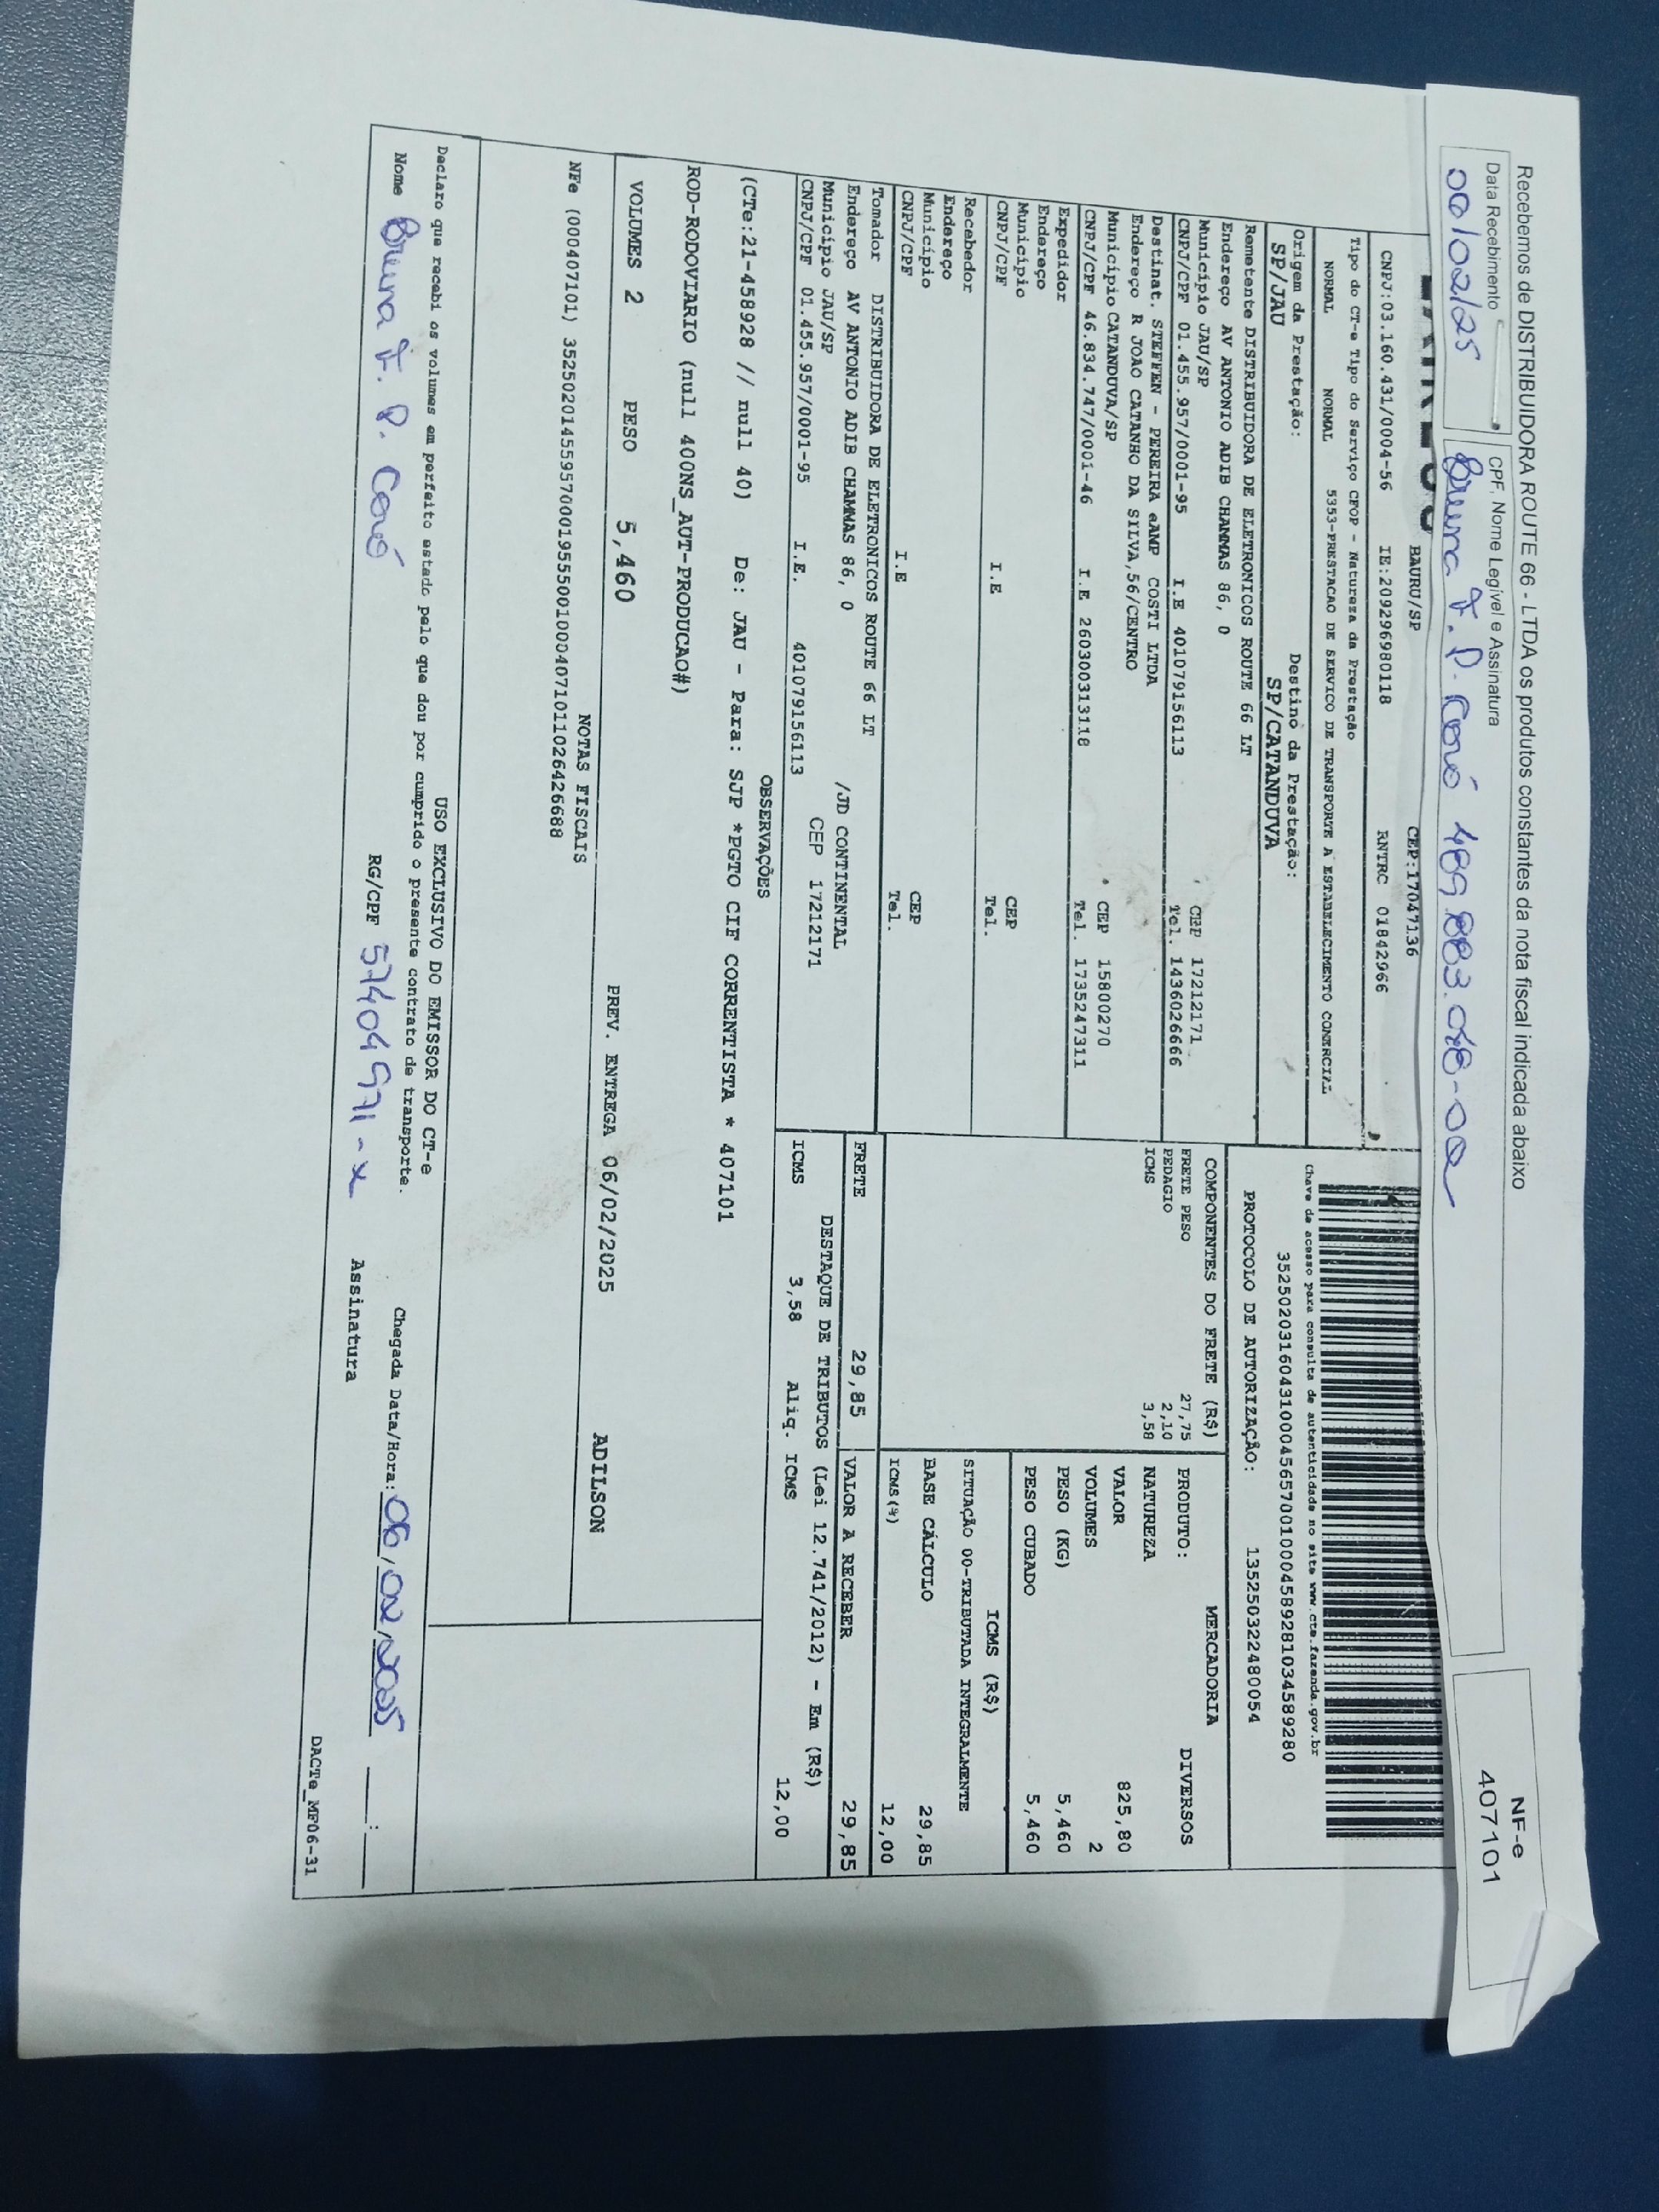 Recebemos de DISTRIBUIDORA ROUTE 66 - LTDA os produtos constantes da nota fiscal indicada abaixo
Data Recebimento
CPF, Nome Legível e Assinatura
NF-e
407101
Bruna F. P.
BAURU/SP CEP:17047136
CNPJ:03.160.431/0004-56 IE:209296980118 RNTRC 01842966
Tipo do CT-e Tipo do Serviço CFOP - Natureza da Prestação
NORMAL NORMAL 5353-PRESTACAO DE SERVICO DE TRANSPORTE A ESTABELECIMENTO COMERCIAL
Origem da Prestação: Destino da Prestação:
SP/JAU SP/CATANDUVA
Chave de acesso para consulta de autenticidade no site www.cte.fazenda.gov.br
35250203160431000456570010004589281034589280
PROTOCOLO DE AUTORIZAÇÃO: 135250322480054
Remetente DISTRIBUIDORA DE ELETRONICOS ROUTE 66 LT
Endereço AV ANTONIO ADIB CHAMMAS 86, 0
Município JAU/SP CEP 17212171
CNPJ/CPF 01.455.957/0001-95 I.E 401079156113 Tel. 1436026666
Destinat. STEFFEN - PEREIRA &AMP COSTI LTDA
Endereço R JOAO CATANHO DA SILVA,56/CENTRO
Município CATANDUVA/SP CEP 15800270
CNPJ/CPF 46.834.747/0001-46 I.E 260300313118 Tel. 1735247311
Expedidor
Endereço
Município CEP
CNPJ/CPF I.E Tel.
Recebedor
Endereço
Município CEP
CNPJ/CPF I.E Tel.
Tomador DISTRIBUIDORA DE ELETRONICOS ROUTE 66 LT
Endereço AV ANTONIO ADIB CHAMMAS 86, 0 /JD CONTINENTAL
Município JAU/SP CEP 17212171
CNPJ/CPF 01.455.957/0001-95 I.E. 401079156113
COMPONENTES DO FRETE (R$)
FRETE PESO 27,75
PEDAGIO 2,10
ICMS 3,58
MERCADORIA
PRODUTO: DIVERSOS
NATUREZA
VALOR 825,80
VOLUMES 2
PESO (KG) 5,460
PESO CUBADO 5,460
ICMS (R$)
SITUAÇÃO 00-TRIBUTADA INTEGRALMENTE
BASE CÁLCULO 29,85
ICMS(%) 12,00
FRETE 29,85 VALOR A RECEBER 29,85
DESTAQUE DE TRIBUTOS (Lei 12.741/2012) - Em (R$)
ICMS 3,58 Aliq. ICMS 12,00
OBSERVAÇÕES
(CTe:21-458928 // null 40) De: JAU - Para: SJP *PGTO CIF CORRENTISTA * 407101
ROD-RODOVIARIO (null 400NS_AUT-PRODUCAO#)
VOLUMES 2 PESO 5,460 PREV. ENTREGA 06/02/2025 ADILSON
NOTAS FISCAIS
NFe (000407101) 35250201455957000195550010004071011026426688
USO EXCLUSIVO DO EMISSOR DO CT-e
Declaro que recebi os volumes em perfeito estado pelo que dou por cumprido o presente contrato de transporte.
Chegada Data/Hora: 06/02/2025 __:__
Nome Bruna F. P. RG/CPF Assinatura
DACTe_MF06-31